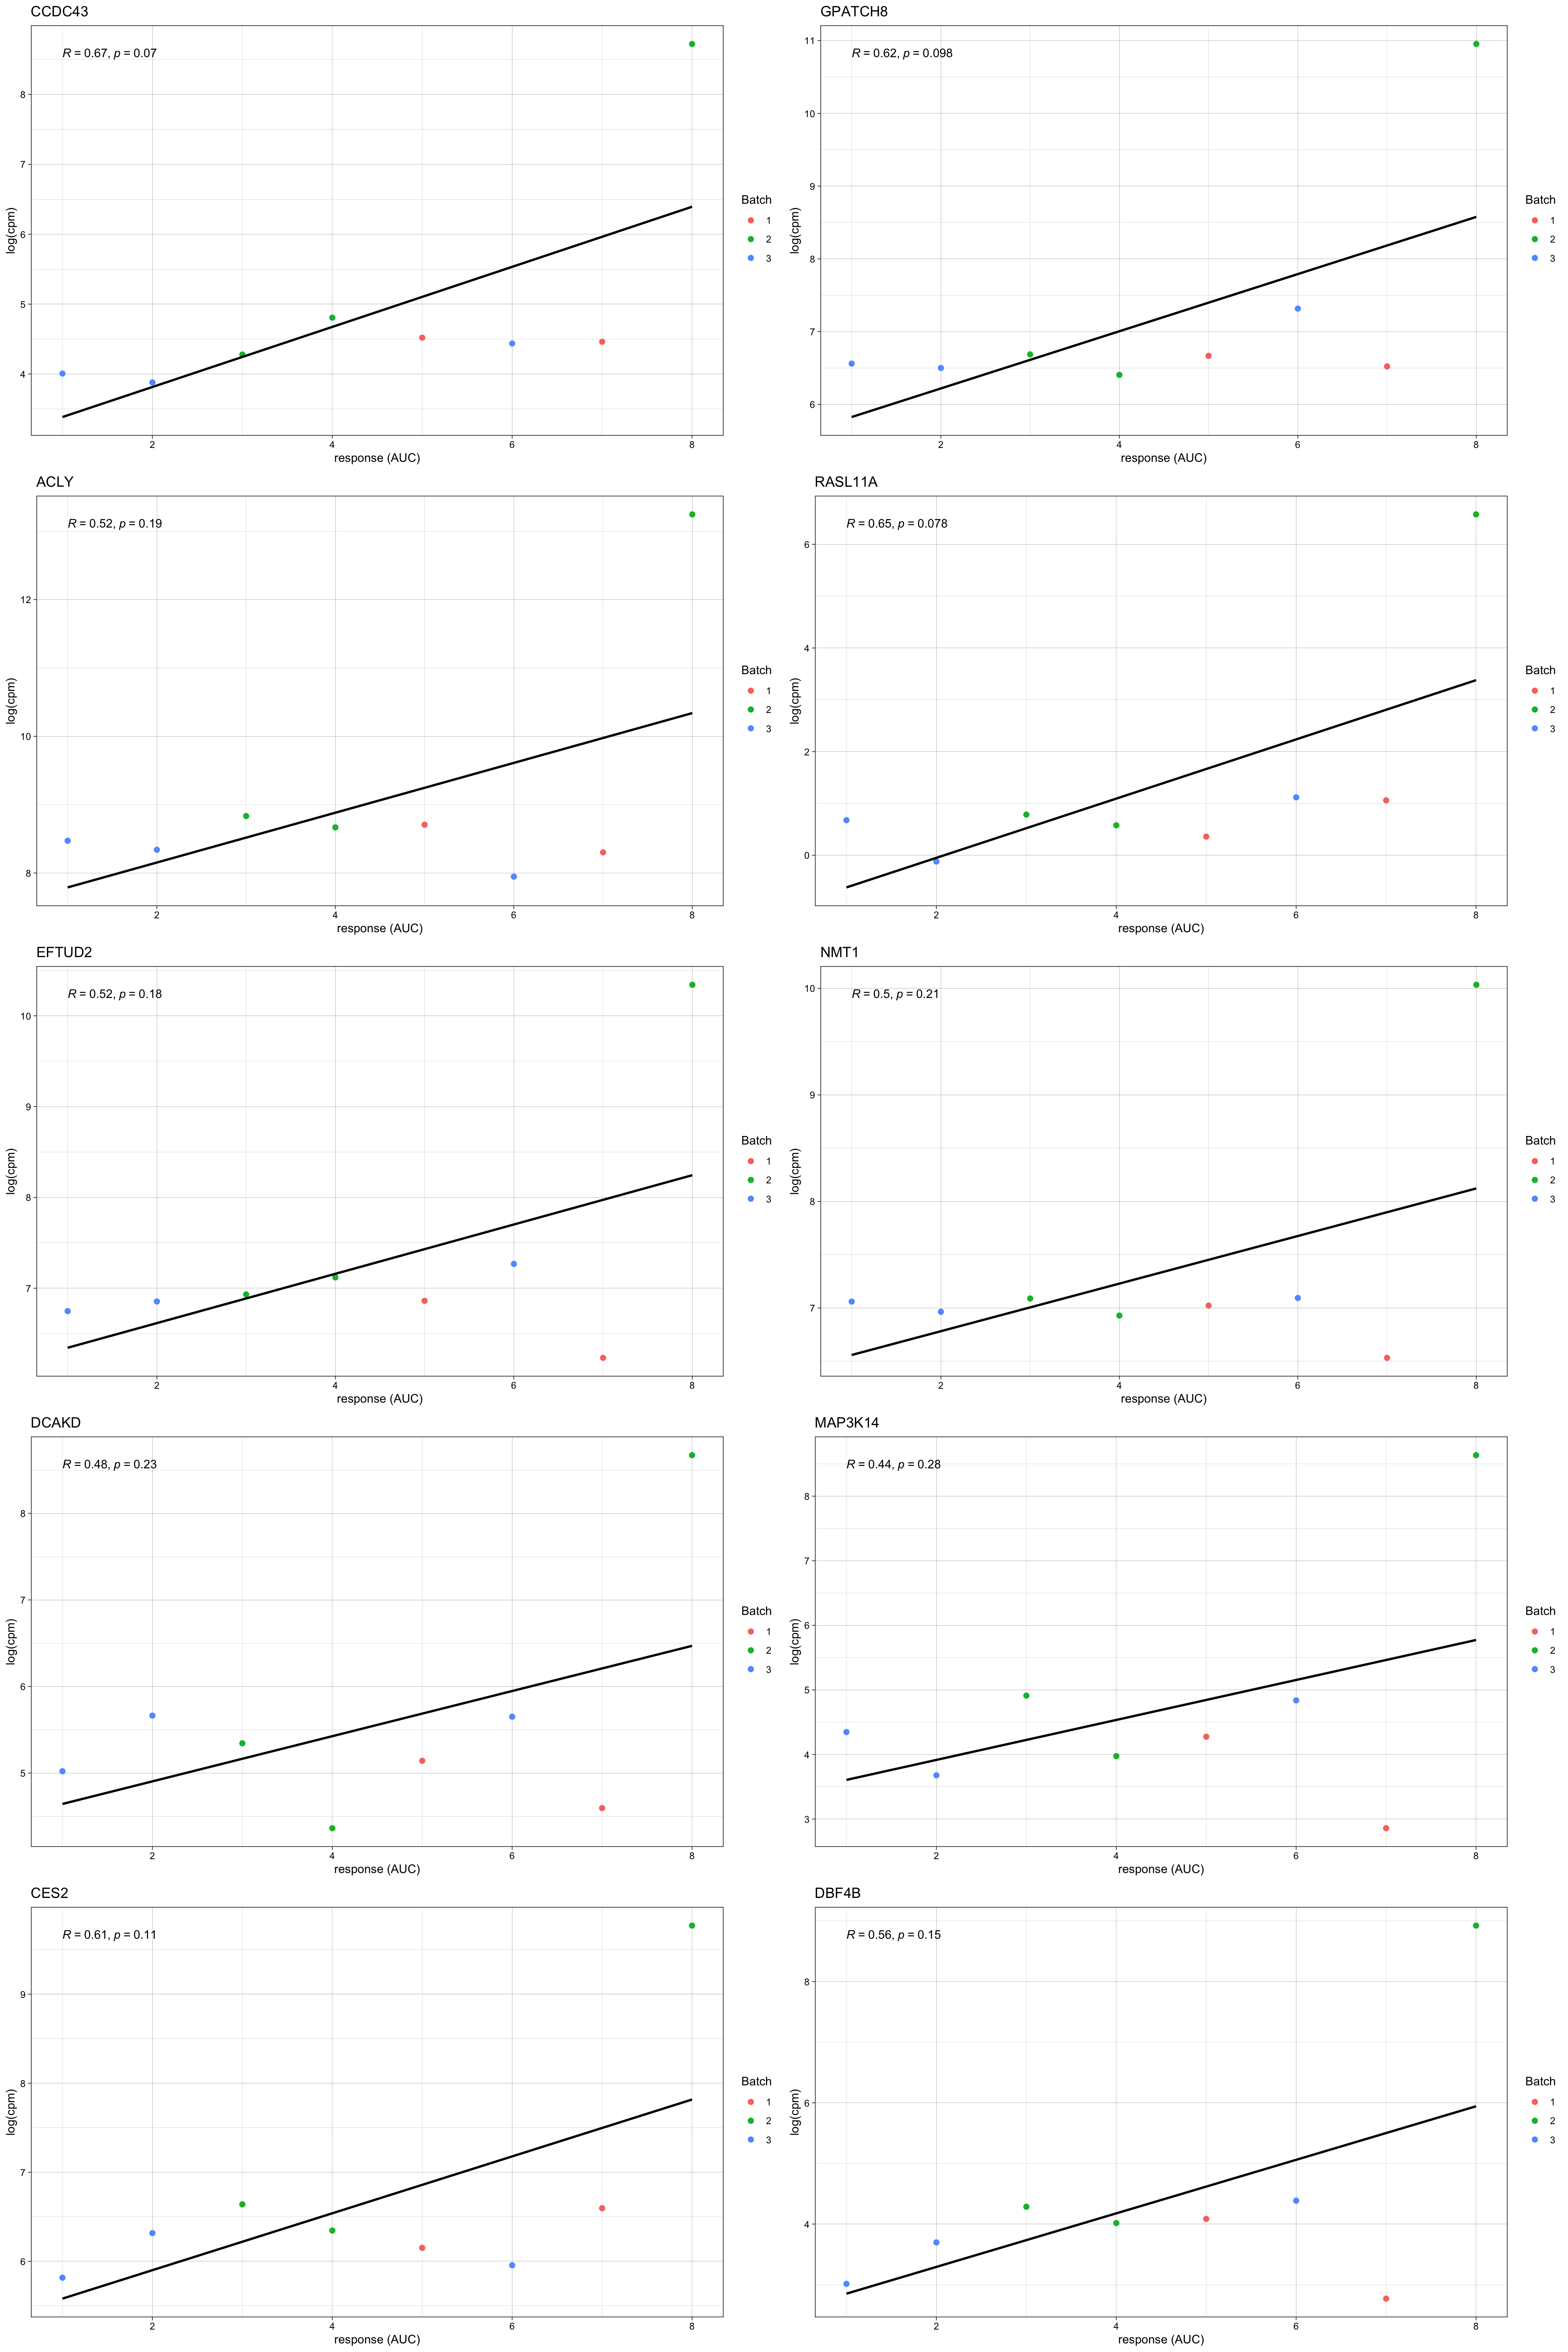 CCDC43
R = 0.67, p = 0.07
8
7
6
5
4
log(cpm)
2
4
6
8
response (AUC)
Batch
1
2
3
GPATCH8
R = 0.62, p = 0.098
11
10
9
8
7
6
log(cpm)
2
4
6
8
response (AUC)
Batch
1
2
3
ACLY
R = 0.52, p = 0.19
12
10
8
log(cpm)
2
4
6
8
response (AUC)
Batch
1
2
3
RASL11A
R = 0.65, p = 0.078
6
4
2
0
log(cpm)
2
4
6
8
response (AUC)
Batch
1
2
3
EFTUD2
R = 0.52, p = 0.18
10
9
8
7
log(cpm)
2
4
6
8
response (AUC)
Batch
1
2
3
NMT1
R = 0.5, p = 0.21
10
9
8
7
log(cpm)
2
4
6
8
response (AUC)
Batch
1
2
3
DCAKD
R = 0.48, p = 0.23
8
7
6
5
log(cpm)
2
4
6
8
response (AUC)
Batch
1
2
3
MAP3K14
R = 0.44, p = 0.28
8
7
6
5
4
3
log(cpm)
2
4
6
8
response (AUC)
Batch
1
2
3
CES2
R = 0.61, p = 0.11
9
8
7
6
log(cpm)
2
4
6
8
response (AUC)
Batch
1
2
3
DBF4B
R = 0.56, p = 0.15
8
6
4
log(cpm)
2
4
6
8
response (AUC)
Batch
1
2
3